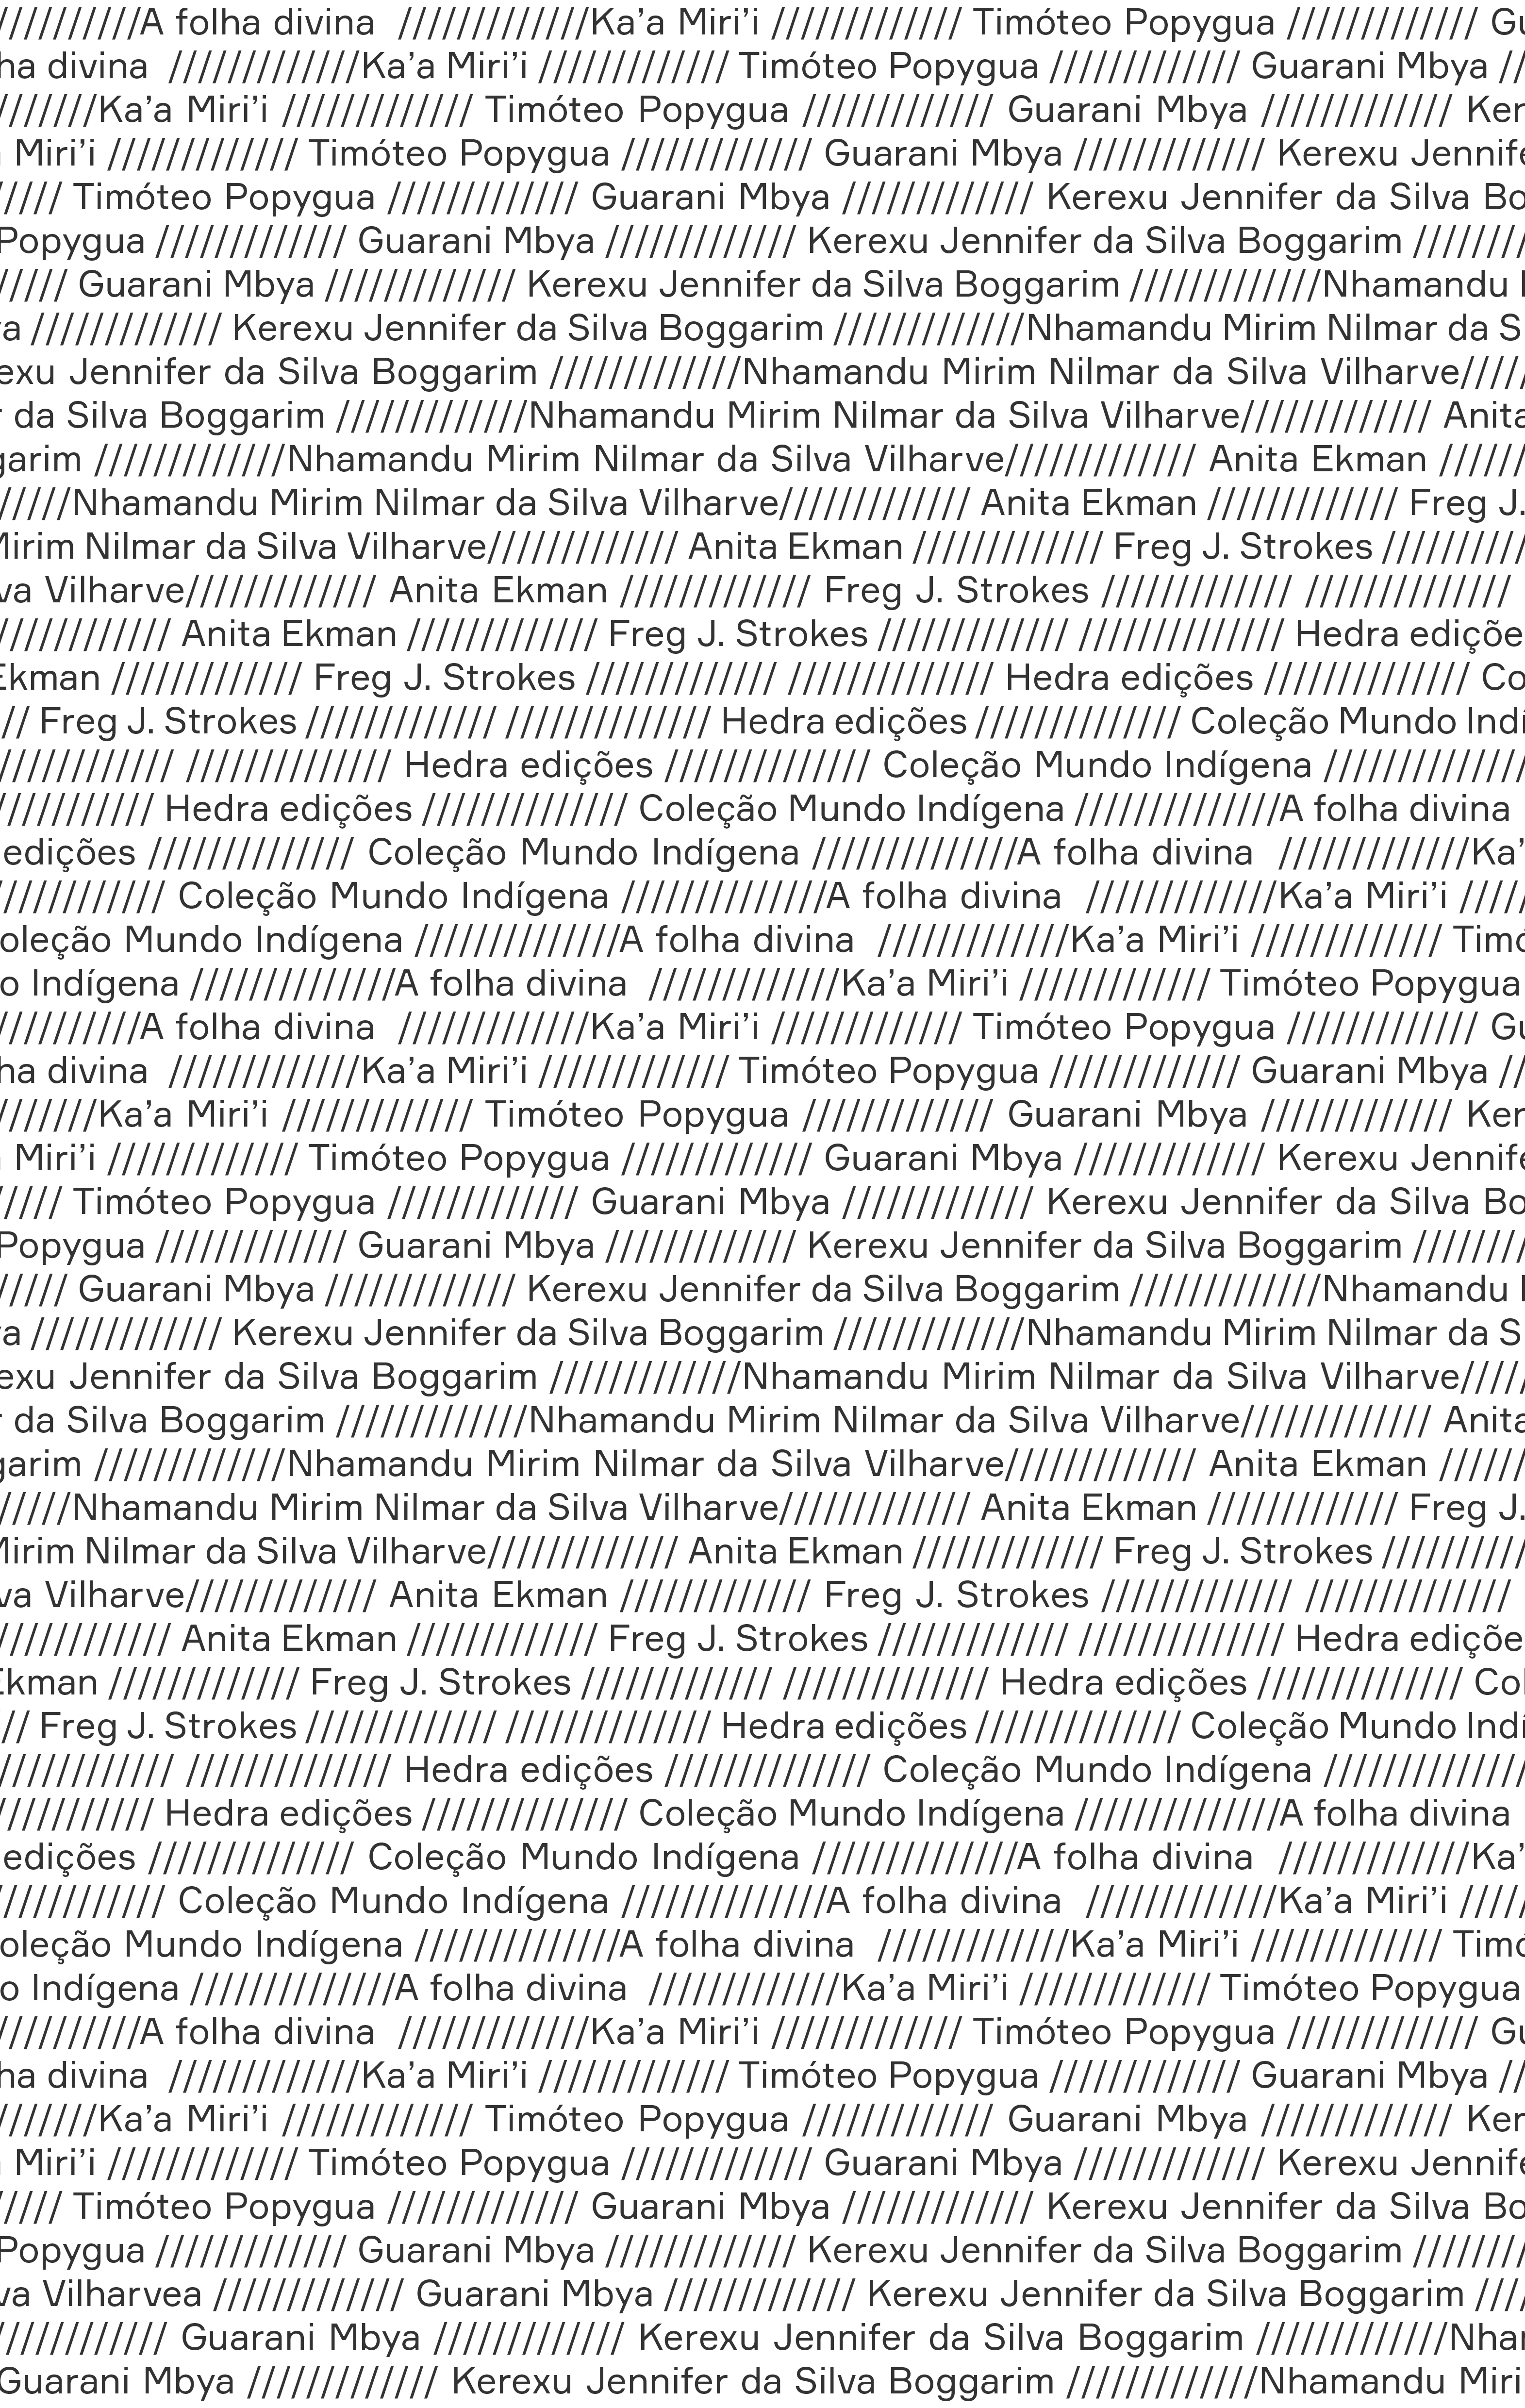 //////////A folha divina  /////////////Ka’a Miri’i ///////////// Timóteo Popygua ///////////// Gu
ha divina  /////////////Ka’a Miri’i ///////////// Timóteo Popygua ///////////// Guarani Mbya //
///////Ka’a Miri’i ///////////// Timóteo Popygua ///////////// Guarani Mbya ///////////// Ker
Miri’i ///////////// Timóteo Popygua ///////////// Guarani Mbya ///////////// Kerexu Jennife
///// Timóteo Popygua ///////////// Guarani Mbya ///////////// Kerexu Jennifer da Silva Bo
Popygua ///////////// Guarani Mbya ///////////// Kerexu Jennifer da Silva Boggarim ////////
///// Guarani Mbya ///////////// Kerexu Jennifer da Silva Boggarim /////////////Nhamandu
ya ///////////// Kerexu Jennifer da Silva Boggarim /////////////Nhamandu Mirim Nilmar da S
exu Jennifer da Silva Boggarim /////////////Nhamandu Mirim Nilmar da Silva Vilharve/////
r da Silva Boggarim /////////////Nhamandu Mirim Nilmar da Silva Vilharve///////////// Anita
garim /////////////Nhamandu Mirim Nilmar da Silva Vilharve///////////// Anita Ekman //////
/////Nhamandu Mirim Nilmar da Silva Vilharve///////////// Anita Ekman ///////////// Freg J.
Mirim Nilmar da Silva Vilharve///////////// Anita Ekman ///////////// Freg J. Strokes //////////
va Vilharve///////////// Anita Ekman ///////////// Freg J. Strokes ///////////// //////////////
//////////// Anita Ekman ///////////// Freg J. Strokes ///////////// ////////////// Hedra ediçõe
Ekman ///////////// Freg J. Strokes ///////////// ////////////// Hedra edições ////////////// Co
// Freg J. Strokes ///////////// ////////////// Hedra edições ////////////// Coleção Mundo Indí
//////////// ////////////// Hedra edições ////////////// Coleção Mundo Indígena //////////////
/////////// Hedra edições ////////////// Coleção Mundo Indígena //////////////A folha divina
edições ////////////// Coleção Mundo Indígena //////////////A folha divina  /////////////Ka’
//////////// Coleção Mundo Indígena //////////////A folha divina  /////////////Ka’a Miri’i /////
oleção Mundo Indígena //////////////A folha divina  /////////////Ka’a Miri’i ///////////// Timó
o Indígena //////////////A folha divina  /////////////Ka’a Miri’i ///////////// Timóteo Popygua
//////////A folha divina  /////////////Ka’a Miri’i ///////////// Timóteo Popygua ///////////// Gu
ha divina  /////////////Ka’a Miri’i ///////////// Timóteo Popygua ///////////// Guarani Mbya //
///////Ka’a Miri’i ///////////// Timóteo Popygua ///////////// Guarani Mbya ///////////// Ker
Miri’i ///////////// Timóteo Popygua ///////////// Guarani Mbya ///////////// Kerexu Jennife
///// Timóteo Popygua ///////////// Guarani Mbya ///////////// Kerexu Jennifer da Silva Bo
Popygua ///////////// Guarani Mbya ///////////// Kerexu Jennifer da Silva Boggarim ////////
///// Guarani Mbya ///////////// Kerexu Jennifer da Silva Boggarim /////////////Nhamandu
ya ///////////// Kerexu Jennifer da Silva Boggarim /////////////Nhamandu Mirim Nilmar da S
exu Jennifer da Silva Boggarim /////////////Nhamandu Mirim Nilmar da Silva Vilharve/////
r da Silva Boggarim /////////////Nhamandu Mirim Nilmar da Silva Vilharve///////////// Anita
garim /////////////Nhamandu Mirim Nilmar da Silva Vilharve///////////// Anita Ekman //////
/////Nhamandu Mirim Nilmar da Silva Vilharve///////////// Anita Ekman ///////////// Freg J.
Mirim Nilmar da Silva Vilharve///////////// Anita Ekman ///////////// Freg J. Strokes //////////
va Vilharve///////////// Anita Ekman ///////////// Freg J. Strokes ///////////// //////////////
//////////// Anita Ekman ///////////// Freg J. Strokes ///////////// ////////////// Hedra ediçõe
Ekman ///////////// Freg J. Strokes ///////////// ////////////// Hedra edições ////////////// Col
// Freg J. Strokes ///////////// ////////////// Hedra edições ////////////// Coleção Mundo Indí
//////////// ////////////// Hedra edições ////////////// Coleção Mundo Indígena //////////////
/////////// Hedra edições ////////////// Coleção Mundo Indígena //////////////A folha divina
edições ////////////// Coleção Mundo Indígena //////////////A folha divina  /////////////Ka’
//////////// Coleção Mundo Indígena //////////////A folha divina  /////////////Ka’a Miri’i /////
oleção Mundo Indígena //////////////A folha divina  /////////////Ka’a Miri’i ///////////// Timó
o Indígena //////////////A folha divina  /////////////Ka’a Miri’i ///////////// Timóteo Popygua
//////////A folha divina  /////////////Ka’a Miri’i ///////////// Timóteo Popygua ///////////// Gu
ha divina  /////////////Ka’a Miri’i ///////////// Timóteo Popygua ///////////// Guarani Mbya //
///////Ka’a Miri’i ///////////// Timóteo Popygua ///////////// Guarani Mbya ///////////// Ker
Miri’i ///////////// Timóteo Popygua ///////////// Guarani Mbya ///////////// Kerexu Jennife
///// Timóteo Popygua ///////////// Guarani Mbya ///////////// Kerexu Jennifer da Silva Bo
Popygua ///////////// Guarani Mbya ///////////// Kerexu Jennifer da Silva Boggarim ////////
va Vilharvea ///////////// Guarani Mbya ///////////// Kerexu Jennifer da Silva Boggarim ////
//////////// Guarani Mbya ///////////// Kerexu Jennifer da Silva Boggarim /////////////Nham
Guarani Mbya ///////////// Kerexu Jennifer da Silva Boggarim /////////////Nhamandu Miri